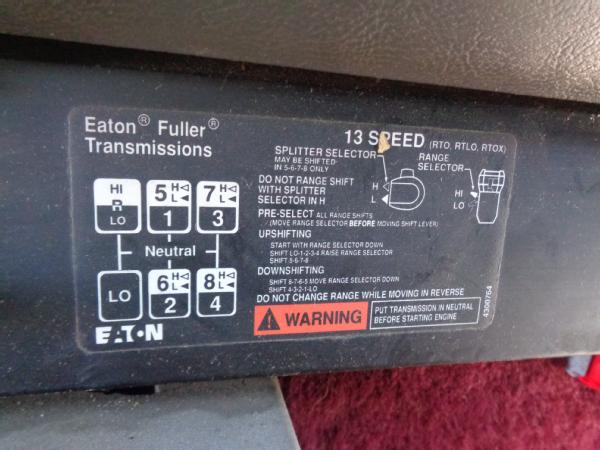 Eaton® Fuller®
Transmissions
13 SPEED (RTO, RTLO, RTOX)
SPLITTER SELECTOR
MAY BE SHIFTED
IN 5-6-7-8 ONLY
RANGE
SELECTOR
H
L
HI
LO
DO NOT RANGE SHIFT
WITH SPLITTER
SELECTOR IN H
PRE-SELECT ALL RANGE SHIFTS
(MOVE RANGE SELECTOR BEFORE MOVING SHIFT LEVER)
UPSHIFTING
START WITH RANGE SELECTOR DOWN
SHIFT LO-1-2-3-4 RAISE RANGE SELECTOR
SHIFT 5-6-7-8
DOWNSHIFTING
SHIFT 8-7-6-5 MOVE RANGE SELECTOR DOWN
SHIFT 4-3-2-1-LO
DO NOT CHANGE RANGE WHILE MOVING IN REVERSE
WARNING
PUT TRANSMISSION IN NEUTRAL
BEFORE STARTING ENGINE
HI
R
LO
5 H L
1
7 H L
3
Neutral
LO
6 H L
2
8 H L
4
EATON
4300764